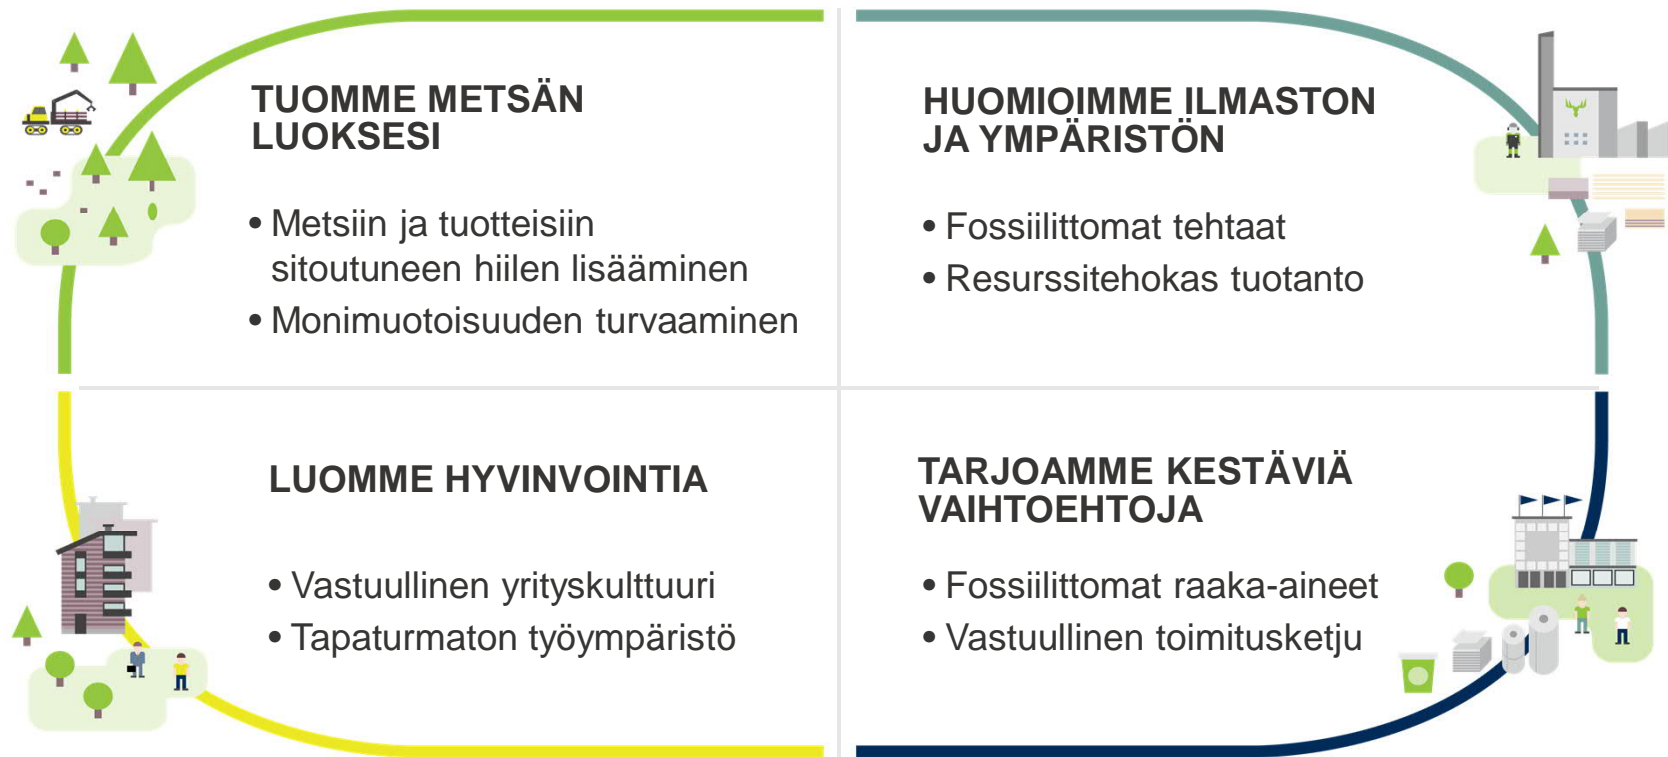 TUOMME METSÄN
LUOKSESI
• Metsiin ja tuotteisiin
sitoutuneen hiilen lisääminen
• Monimuotoisuuden turvaaminen
HUOMIOIMME ILMASTON
JA YMPÄRISTÖN
• Fossiilittomat tehtaat
• Resurssitehokas tuotanto
LUOMME HYVINVOINTIA
• Vastuullinen yrityskulttuuri
• Tapaturmaton työympäristö
TARJOAMME KESTÄVIÄ
VAIHTOEHTOJA
• Fossiilittomat raaka-aineet
• Vastuullinen toimitusketju